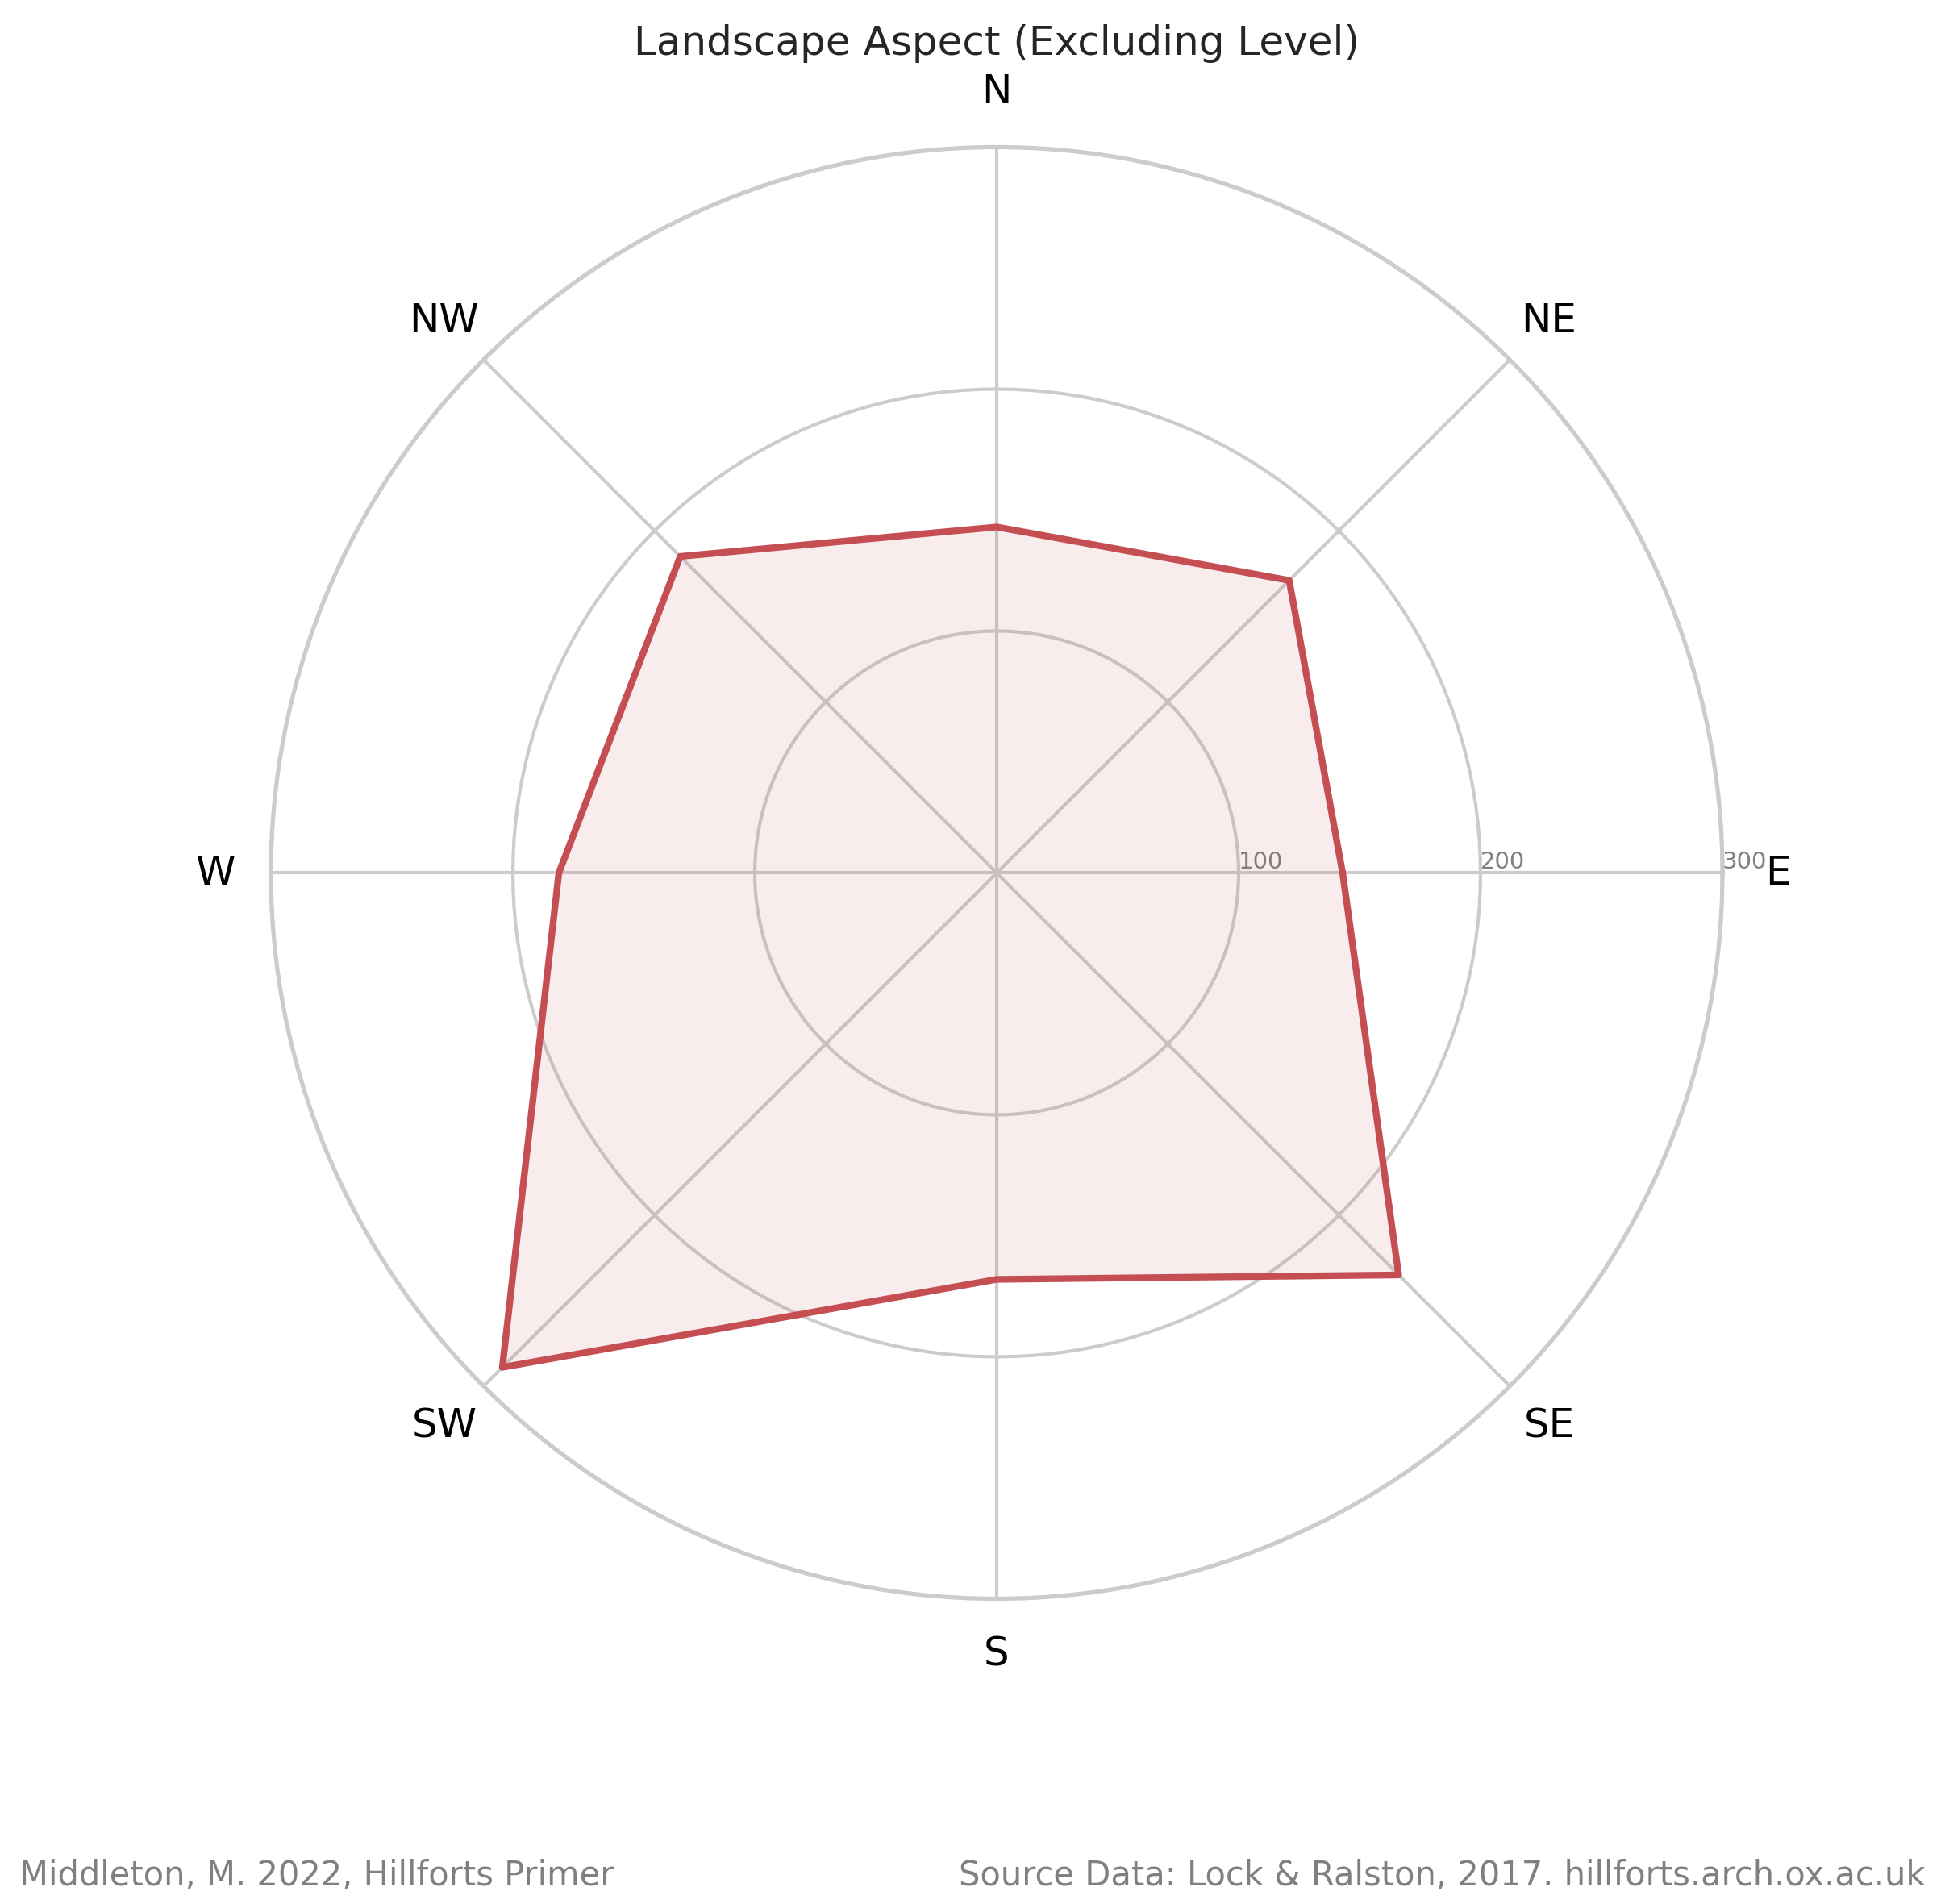 Landscape Aspect (Excluding Level)
N
NW
NE
W
100
200
300
E
SW
SE
S
Middleton, M. 2022, Hillforts Primer
Source Data: Lock & Ralston, 2017. hillforts.arch.ox.ac.uk